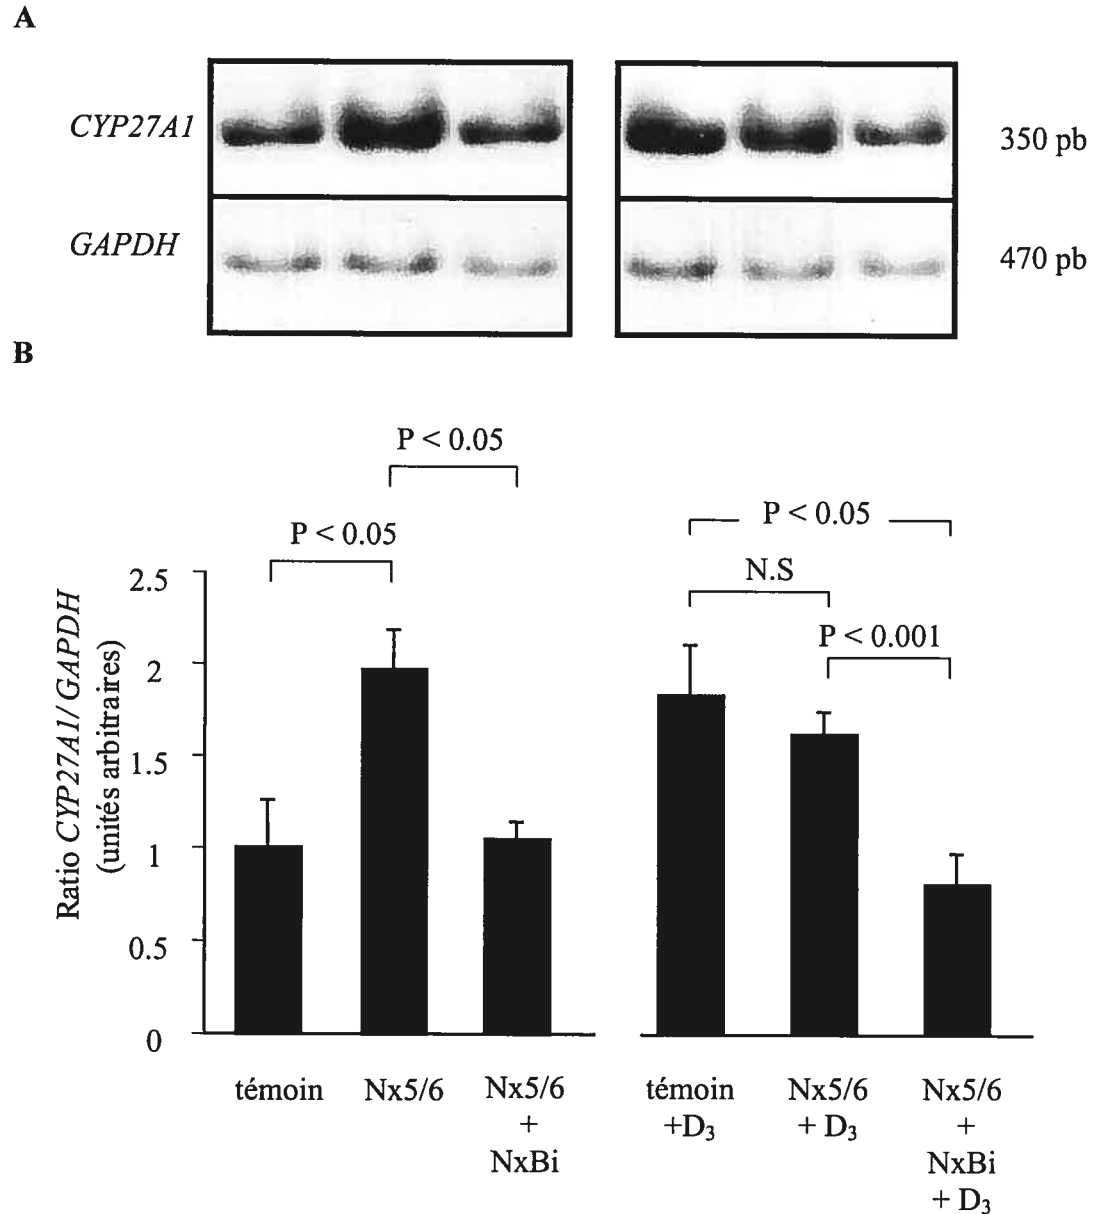 A
CYP27A1
350 pb
GAPDH
470 pb
B
P < 0.05
P < 0.05
P < 0.05
N.S
P < 0.001
Ratio CYP27A1/ GAPDH
(unités arbitraires)
2.5
2
1.5
1
0.5
0
témoin
Nx5/6
Nx5/6
+
NxBi
témoin
+D₃
Nx5/6
+ D₃
Nx5/6
+
NxBi
+ D₃